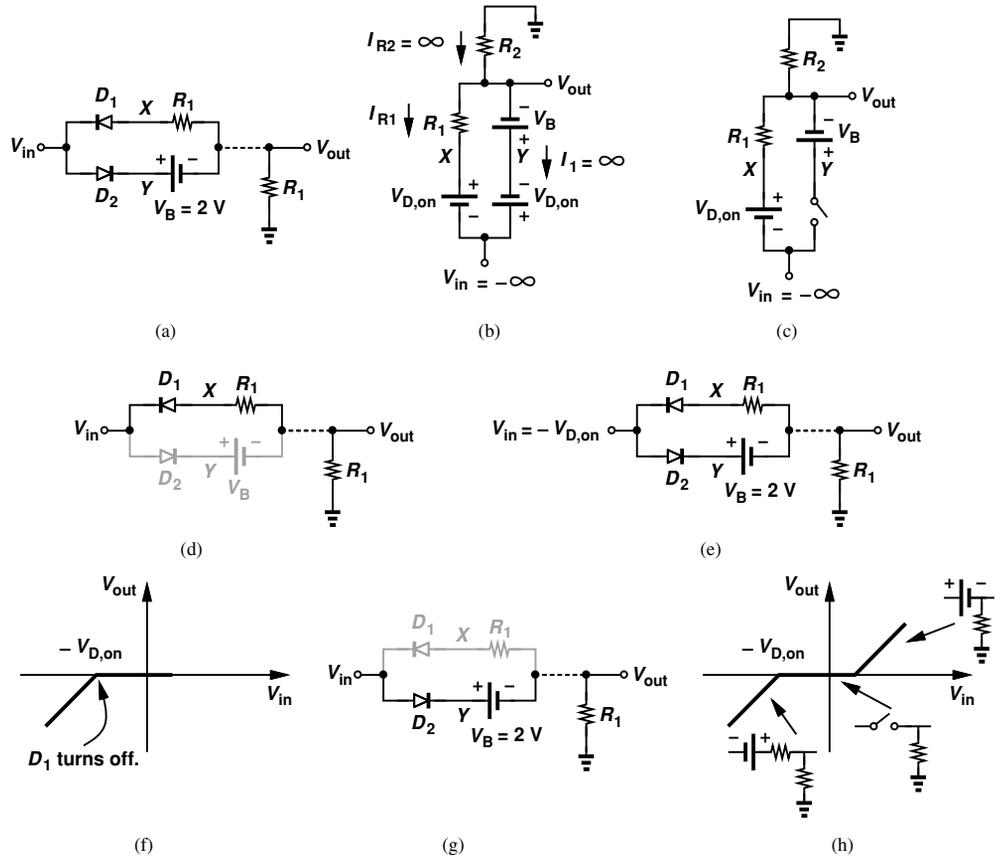 D1 X R1
Vin Vout
+ −
D2 Y R1
VB = 2 V
(a)
I R2 = ∞ R2
Vout
I R1 R1 − VB
X + Y I1 = ∞
VD,on + − VD,on
− +
Vin = −∞
(b)
R2
Vout
R1 − VB
X + Y
VD,on +
−
Vin = −∞
(c)
D1 X R1
Vin Vout
+ −
D2 Y VB R1
(d)
D1 X R1
Vin = − VD,on Vout
+ −
D2 Y R1
VB = 2 V
(e)
Vout
− VD,on
Vin
D1 turns off.
(f)
D1 X R1
Vin Vout
+ −
D2 Y R1
VB = 2 V
(g)
Vout + −
− VD,on
Vin
− +
(h)